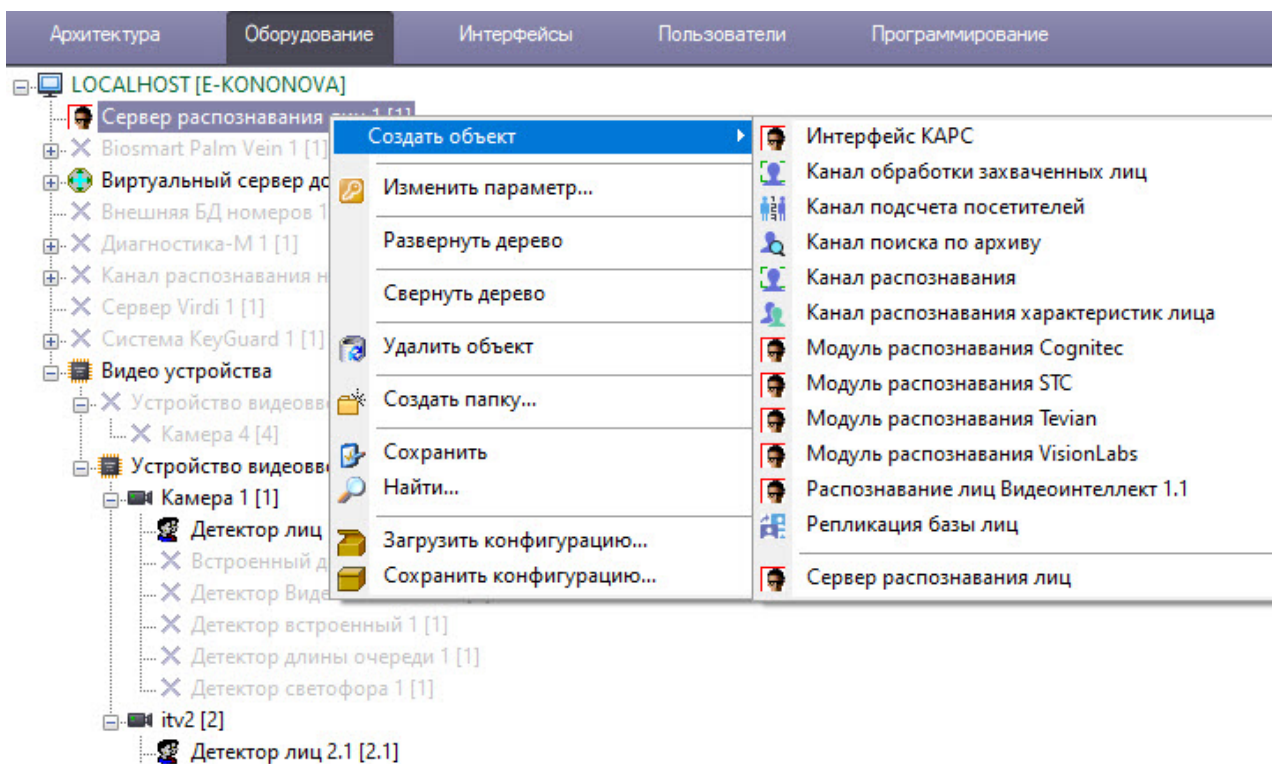 Архитектура Оборудование Интерфейсы Пользователи Программирование
LOCALHOST [E-KONONOVA]
Сервер распознавания лиц 1 [1]
Biosmart Palm Vein 1 [1]
Виртуальный сервер дос
Внешняя БД номеров 1
Диагностика-М 1 [1]
Канал распознавания н
Сервер Virdi 1 [1]
Система KeyGuard 1 [1]
Видео устройства
Устройство видеовв
Камера 4 [4]
Устройство видеовв
Камера 1 [1]
Детектор лиц
Встроенный д
Детектор Виде
Детектор встроенный 1 [1]
Детектор длины очереди 1 [1]
Детектор светофора 1 [1]
itv2 [2]
Детектор лиц 2.1 [2.1]
Создать объект
Изменить параметр...
Развернуть дерево
Свернуть дерево
Удалить объект
Создать папку...
Сохранить
Найти...
Загрузить конфигурацию...
Сохранить конфигурацию...
Интерфейс КАРС
Канал обработки захваченных лиц
Канал подсчета посетителей
Канал поиска по архиву
Канал распознавания
Канал распознавания характеристик лица
Модуль распознавания Cognitec
Модуль распознавания STC
Модуль распознавания Tevian
Модуль распознавания VisionLabs
Распознавание лиц Видеоинтеллект 1.1
Репликация базы лиц
Сервер распознавания лиц